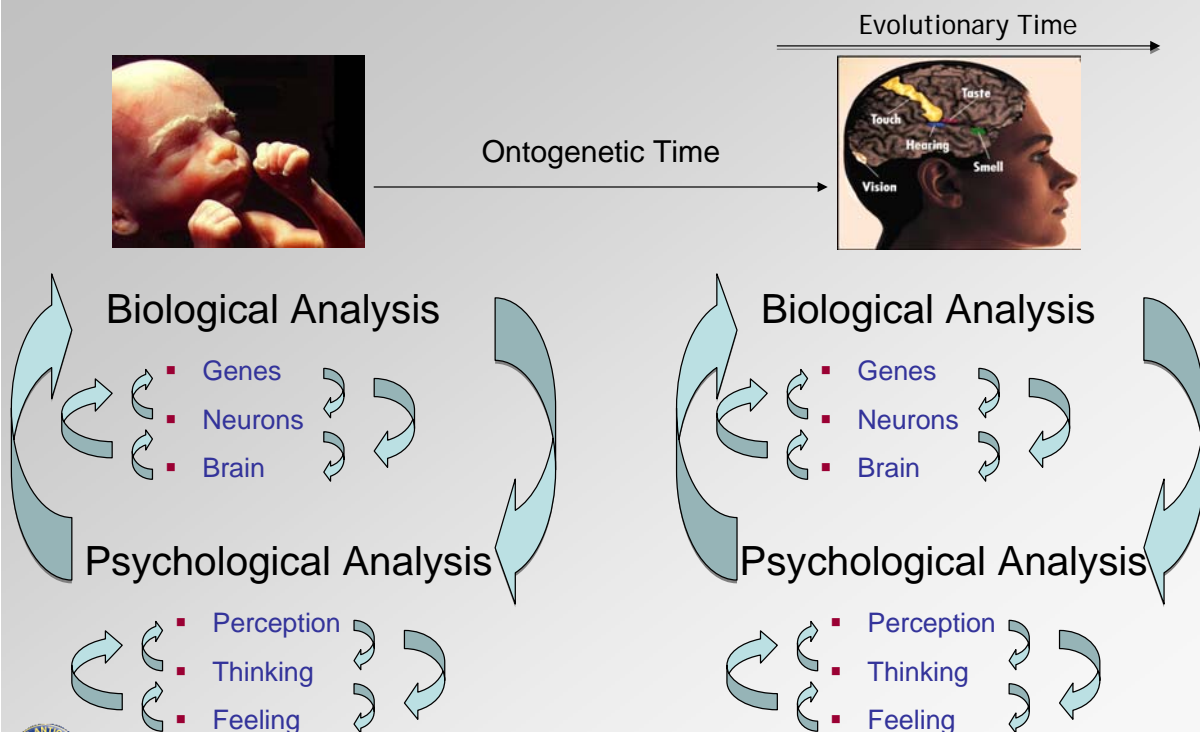 Evolutionary Time
Ontogenetic Time
Touch
Taste
Hearing
Smell
Vision
Biological Analysis
▪ Genes
▪ Neurons
▪ Brain
Psychological Analysis
▪ Perception
▪ Thinking
▪ Feeling
Biological Analysis
▪ Genes
▪ Neurons
▪ Brain
Psychological Analysis
▪ Perception
▪ Thinking
▪ Feeling